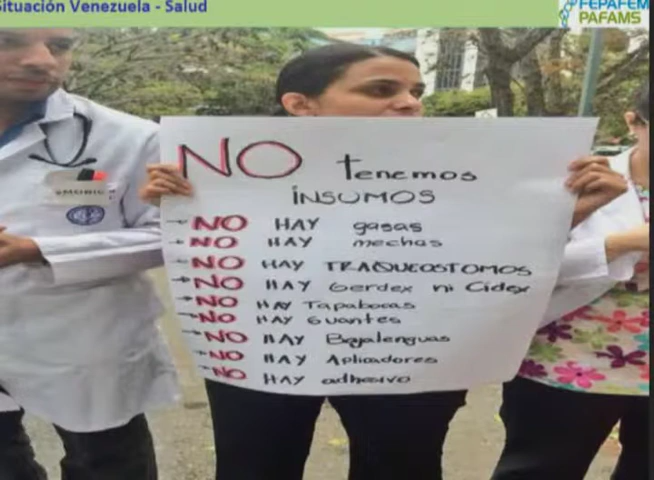 Situación Venezuela - Salud
FEPAFEM
PAFAMS
NO tenemos
INSUMOS
→ NO HAY gasas
→ NO HAY mechas
→ NO HAY TRAQUEOSTOMOS
→ NO HAY Gerdex ni Cidex
→ NO HAY Tapabocas
→ NO HAY Guantes
→ NO HAY Bajalenguas
→ NO HAY Aplicadores
→ NO HAY adhesivo